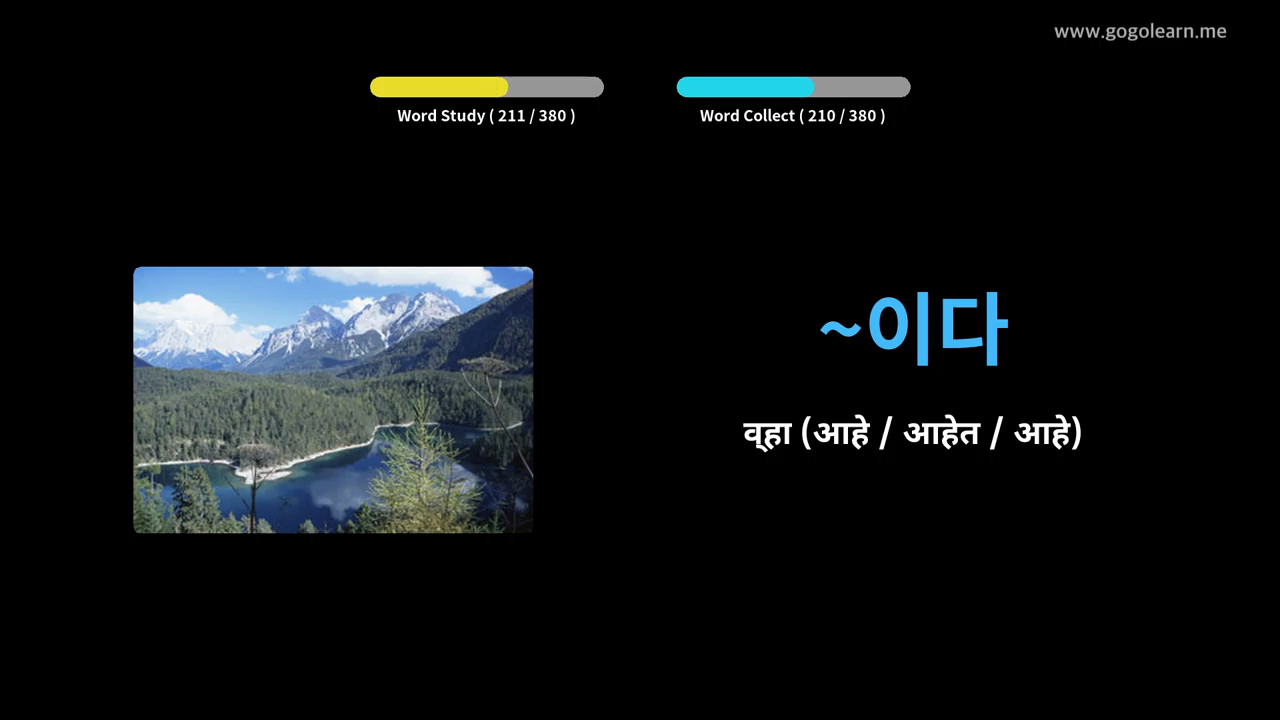 www.gogolearn.me
Word Study ( 211 / 380 )
Word Collect ( 210 / 380 )
~이다
व्हा (आहे / आहेत / आहे)